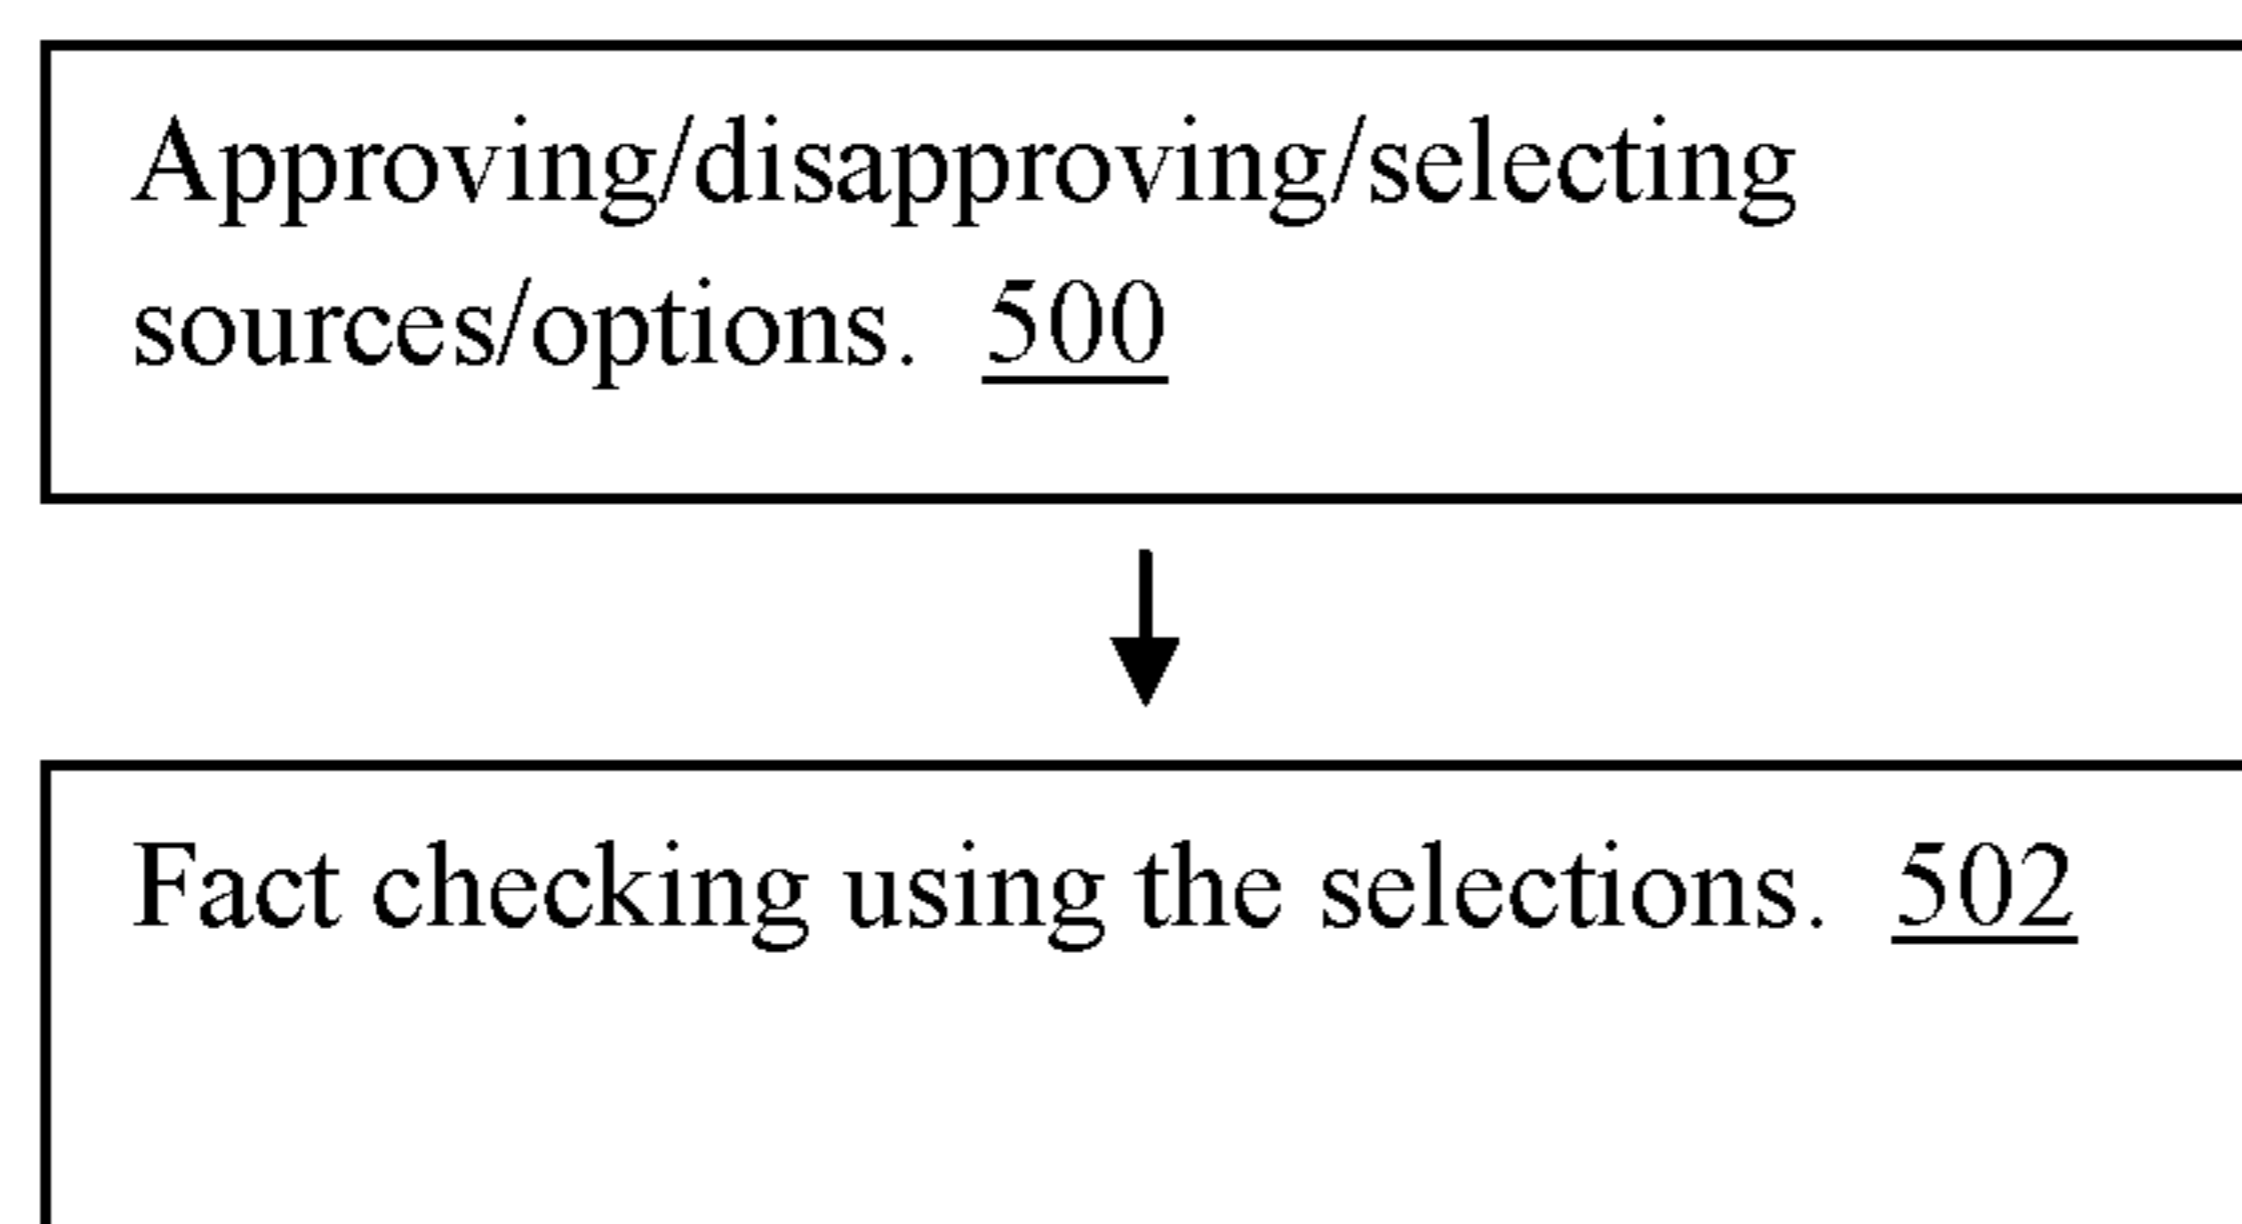 Approving/disapproving/selecting
sources/options. 500
Fact checking using the selections. 502